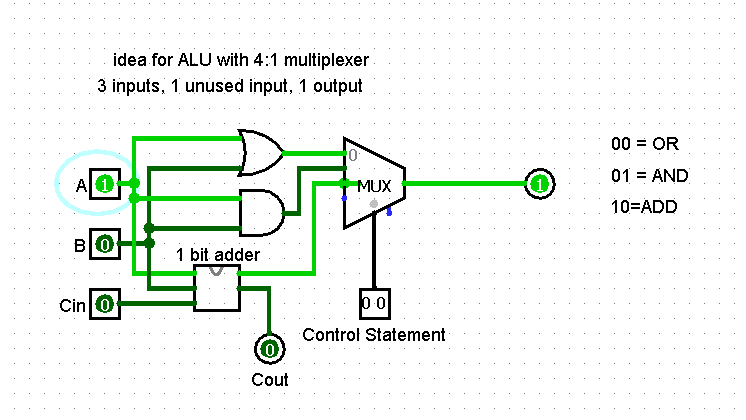 idea for ALU with 4:1 multiplexer
3 inputs, 1 unused input, 1 output
00 = OR
0
A 1
MUX
1
01 = AND
10=ADD
B 0
1 bit adder
Cin 0
0 0
Control Statement
0
Cout